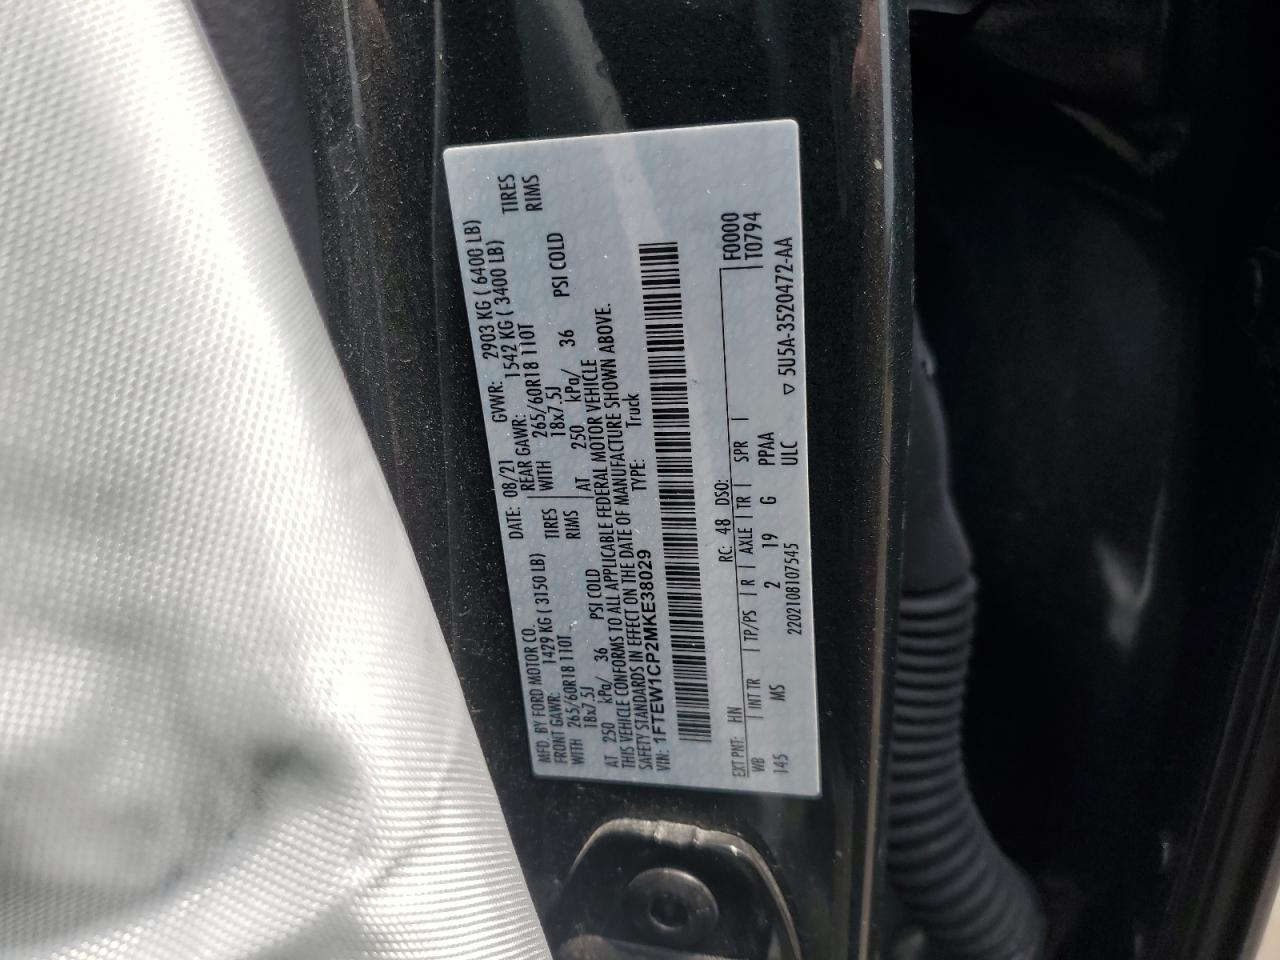 MFD. BY FORD MOTOR CO. DATE: 08/21 GVWR: 2903 KG ( 6400 LB)
FRONT GAWR: 1429 KG ( 3150 LB) REAR GAWR: 1542 KG ( 3400 LB)
WITH 265/60R18 110T TIRES WITH 265/60R18 110T TIRES
18x7.5J RIMS 18x7.5J RIMS
AT 250 kPa/ 36 PSI COLD AT 250 kPa/ 36 PSI COLD
THIS VEHICLE CONFORMS TO ALL APPLICABLE FEDERAL MOTOR VEHICLE
SAFETY STANDARDS IN EFFECT ON THE DATE OF MANUFACTURE SHOWN ABOVE.
VIN: 1FTEW1CP2MKE38029 TYPE: Truck
F0000
EXT PNT: HN RC: 48 DSO: T0794
WB INT TR TP/PS R AXLE TR SPR
145 MS 2 19 G PPAA
2202108107545 ULC ▽ 5U5A-3520472-AA